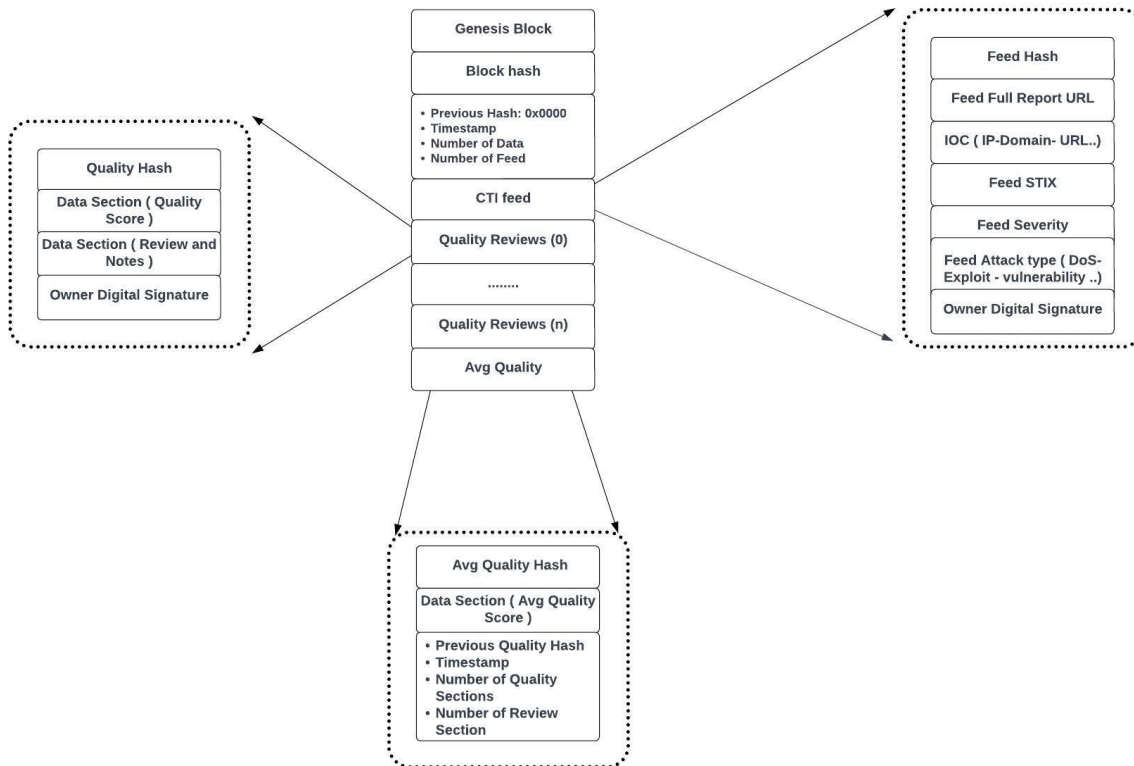 Genesis Block
Block hash
• Previous Hash: 0x0000
• Timestamp
• Number of Data
• Number of Feed
CTI feed
Quality Reviews (0)
........
Quality Reviews (n)
Avg Quality
Quality Hash
Data Section ( Quality
Score )
Data Section ( Review and
Notes )
Owner Digital Signature
Feed Hash
Feed Full Report URL
IOC ( IP-Domain- URL..)
Feed STIX
Feed Severity
Feed Attack type ( DoS-
Exploit - vulnerability ..)
Owner Digital Signature
Avg Quality Hash
Data Section ( Avg Quality
Score )
• Previous Quality Hash
• Timestamp
• Number of Quality
Sections
• Number of Review
Section